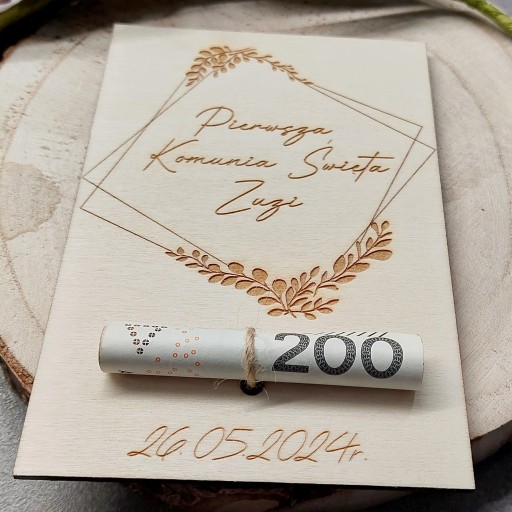 Pierwsza
Komunia Święta
Zuzi
200
26.05.2024r.